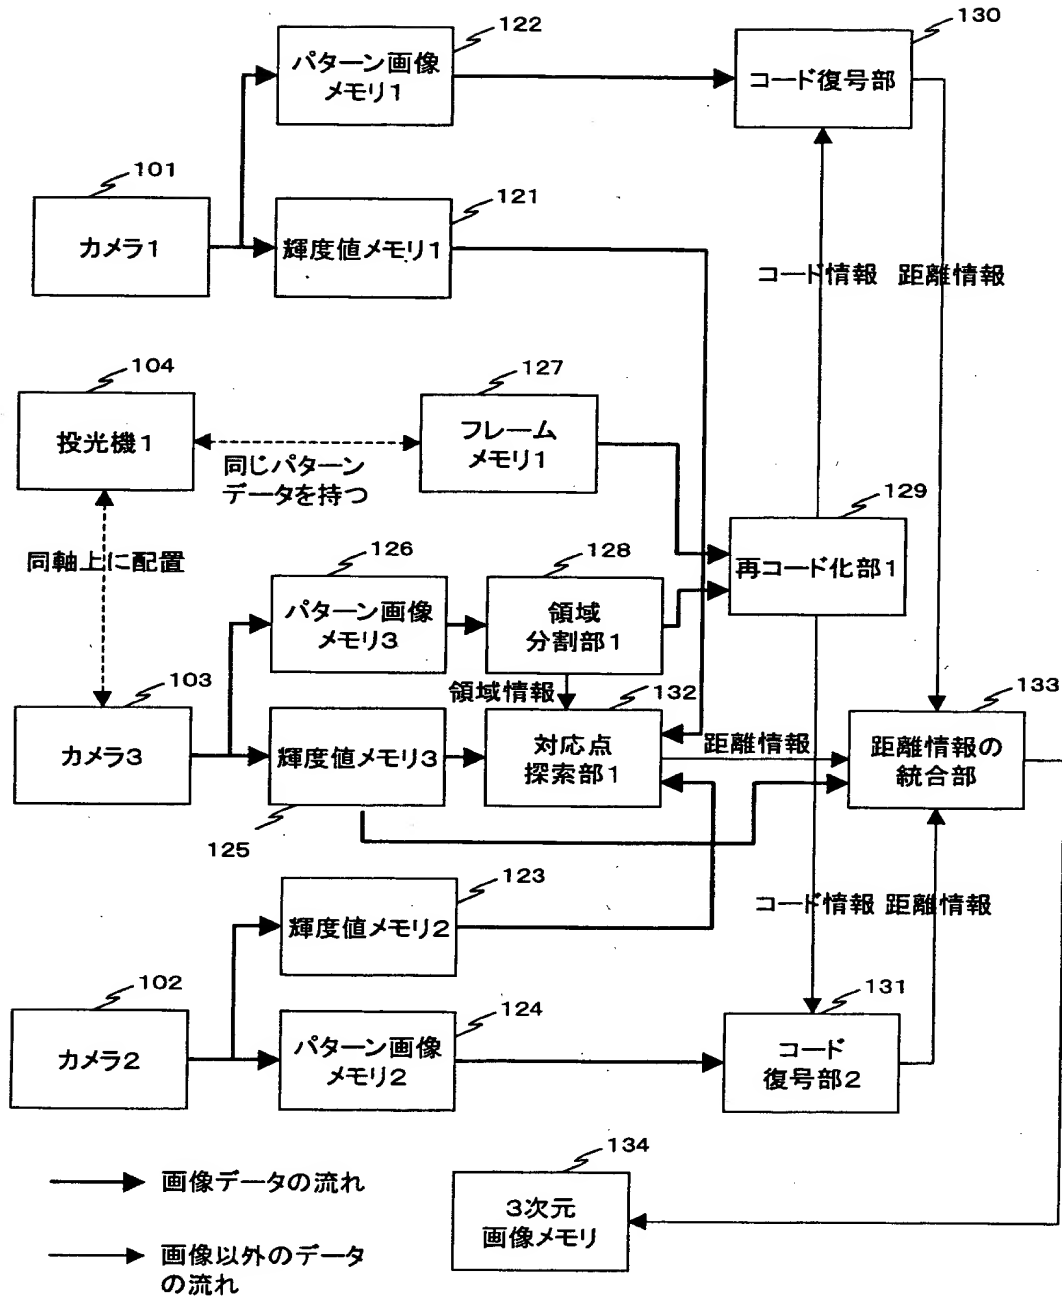 122
130
パターン画像
メモリ1
コード復号部
101
121
カメラ1
輝度値メモリ1
コード情報
距離情報
104
127
投光機1
フレーム
メモリ1
同じパターン
データを持つ
129
同軸上に配置
126
128
再コード化部1
パターン画像
メモリ3
領域
分割部1
103
領域情報
132
133
カメラ3
輝度値メモリ3
対応点
探索部1
距離情報
距離情報の
統合部
125
123
輝度値メモリ2
コード情報
距離情報
102
124
131
カメラ2
パターン画像
メモリ2
コード
復号部2
134
画像データの流れ
3次元
画像メモリ
画像以外のデータ
の流れ